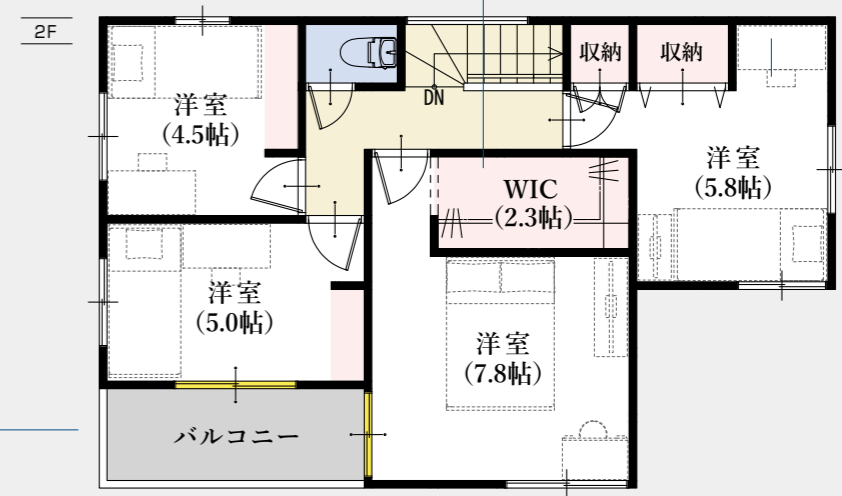 2F
収納
収納
洋室
(4.5帖)
DN
洋室
(5.8帖)
WIC
(2.3帖)
洋室
(5.0帖)
洋室
(7.8帖)
バルコニー